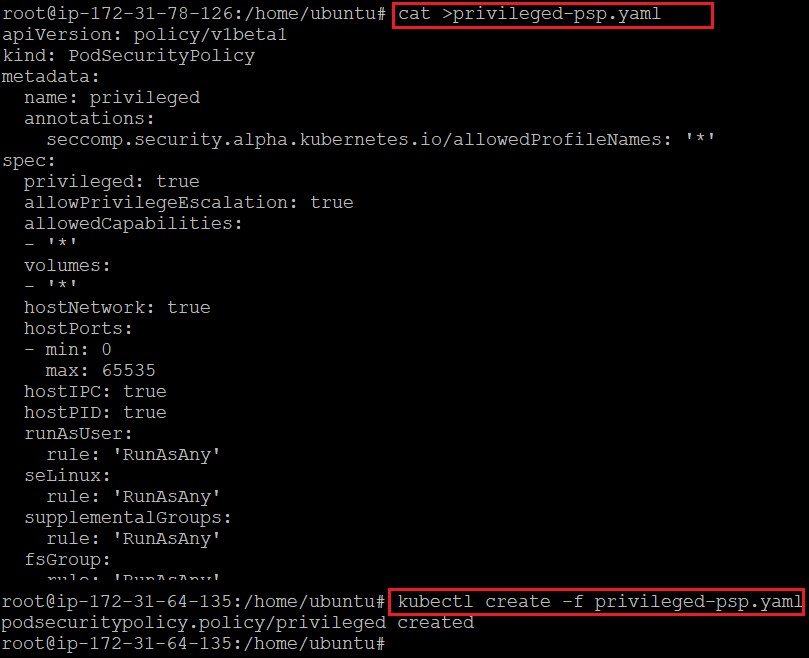 root@ip-172-31-78-126:/home/ubuntu# cat >privileged-psp.yaml
apiVersion: policy/v1beta1
kind: PodSecurityPolicy
metadata:
  name: privileged
  annotations:
    seccomp.security.alpha.kubernetes.io/allowedProfileNames: '*'
spec:
  privileged: true
  allowPrivilegeEscalation: true
  allowedCapabilities:
  - '*'
  volumes:
  - '*'
  hostNetwork: true
  hostPorts:
  - min: 0
    max: 65535
  hostIPC: true
  hostPID: true
  runAsUser:
    rule: 'RunAsAny'
  seLinux:
    rule: 'RunAsAny'
  supplementalGroups:
    rule: 'RunAsAny'
  fsGroup:
    rule: 'RunAsAny'
root@ip-172-31-64-135:/home/ubuntu# kubectl create -f privileged-psp.yaml
podsecuritypolicy.policy/privileged created
root@ip-172-31-64-135:/home/ubuntu#